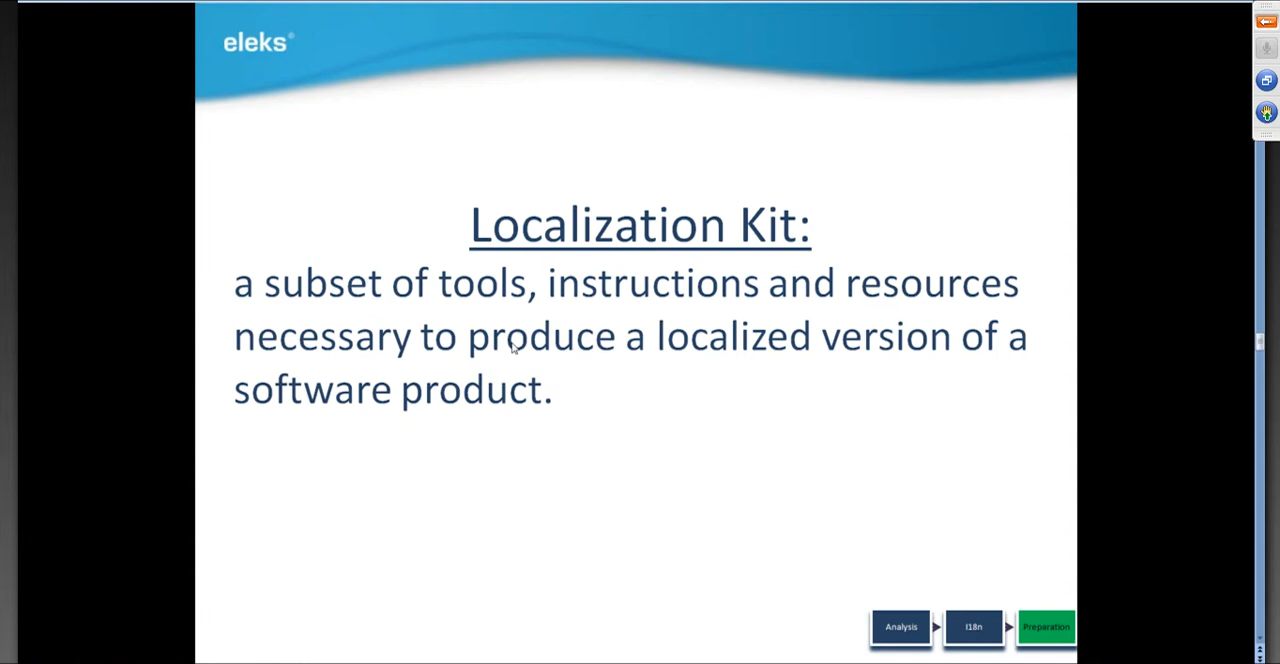 eleks®
Localization Kit:
a subset of tools, instructions and resources
necessary to produce a localized version of a
software product.
Analysis
I18n
Preparation